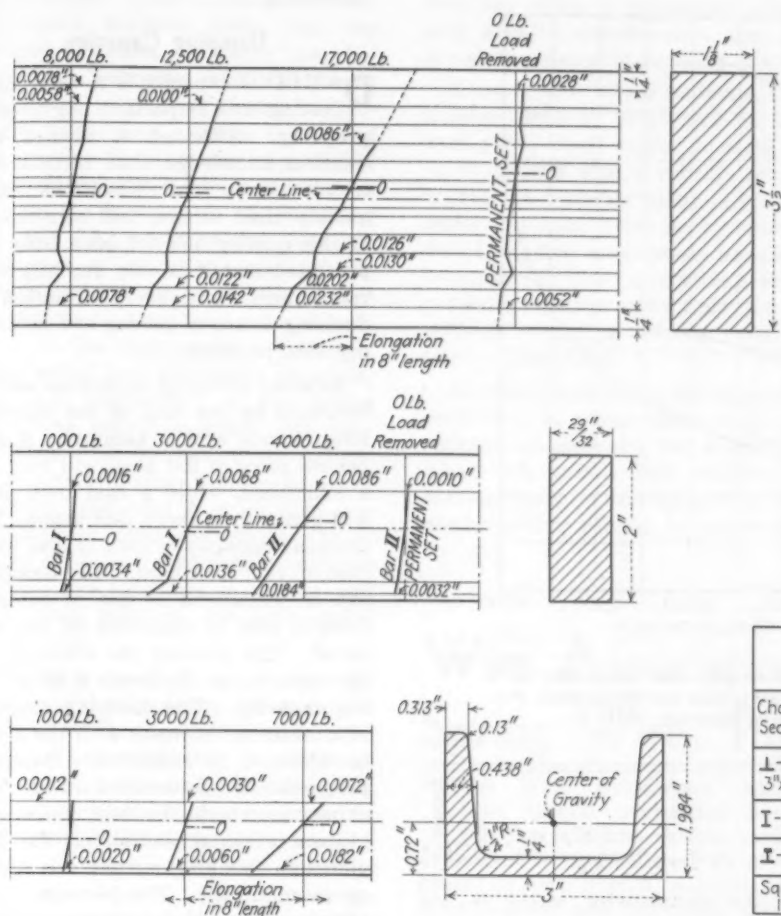 0 Lb.
Load
Removed
8,000 Lb.
12,500 Lb.
17,000 Lb.
1 1/8"
0.0078"
0.0058"
0.0100"
0.0028"
1/4"
0.0086"
PERMANENT SET
0
0
Center Line
0
0
3 1/2"
0.0126"
0.0130"
0.0122"
0.0202"
0.0078"
0.0142"
0.0232"
0.0052"
1/4"
Elongation
in 8" length
0 Lb.
Load
Removed
1000 Lb.
3000 Lb.
4000 Lb.
29/32"
0.0016"
0.0068"
0.0086"
0.0010"
Center Line
Bar I
0
Bar I
0
Bar II
0
Bar III
PERMANENT
SET
2"
0.0034"
0.0136"
0.0184"
0.0032"
1000 Lb.
3000 Lb.
7000 Lb.
0.313"
0.13"
0.0012"
0.0030"
0.0072"
0.438"
Center of
Gravity
1.984"
0
0
0
0.72"
1/4"
0.0020"
0.0060"
0.0182"
Elongation
in 8" length
3"
Sec
3"
I-
I-
Sq